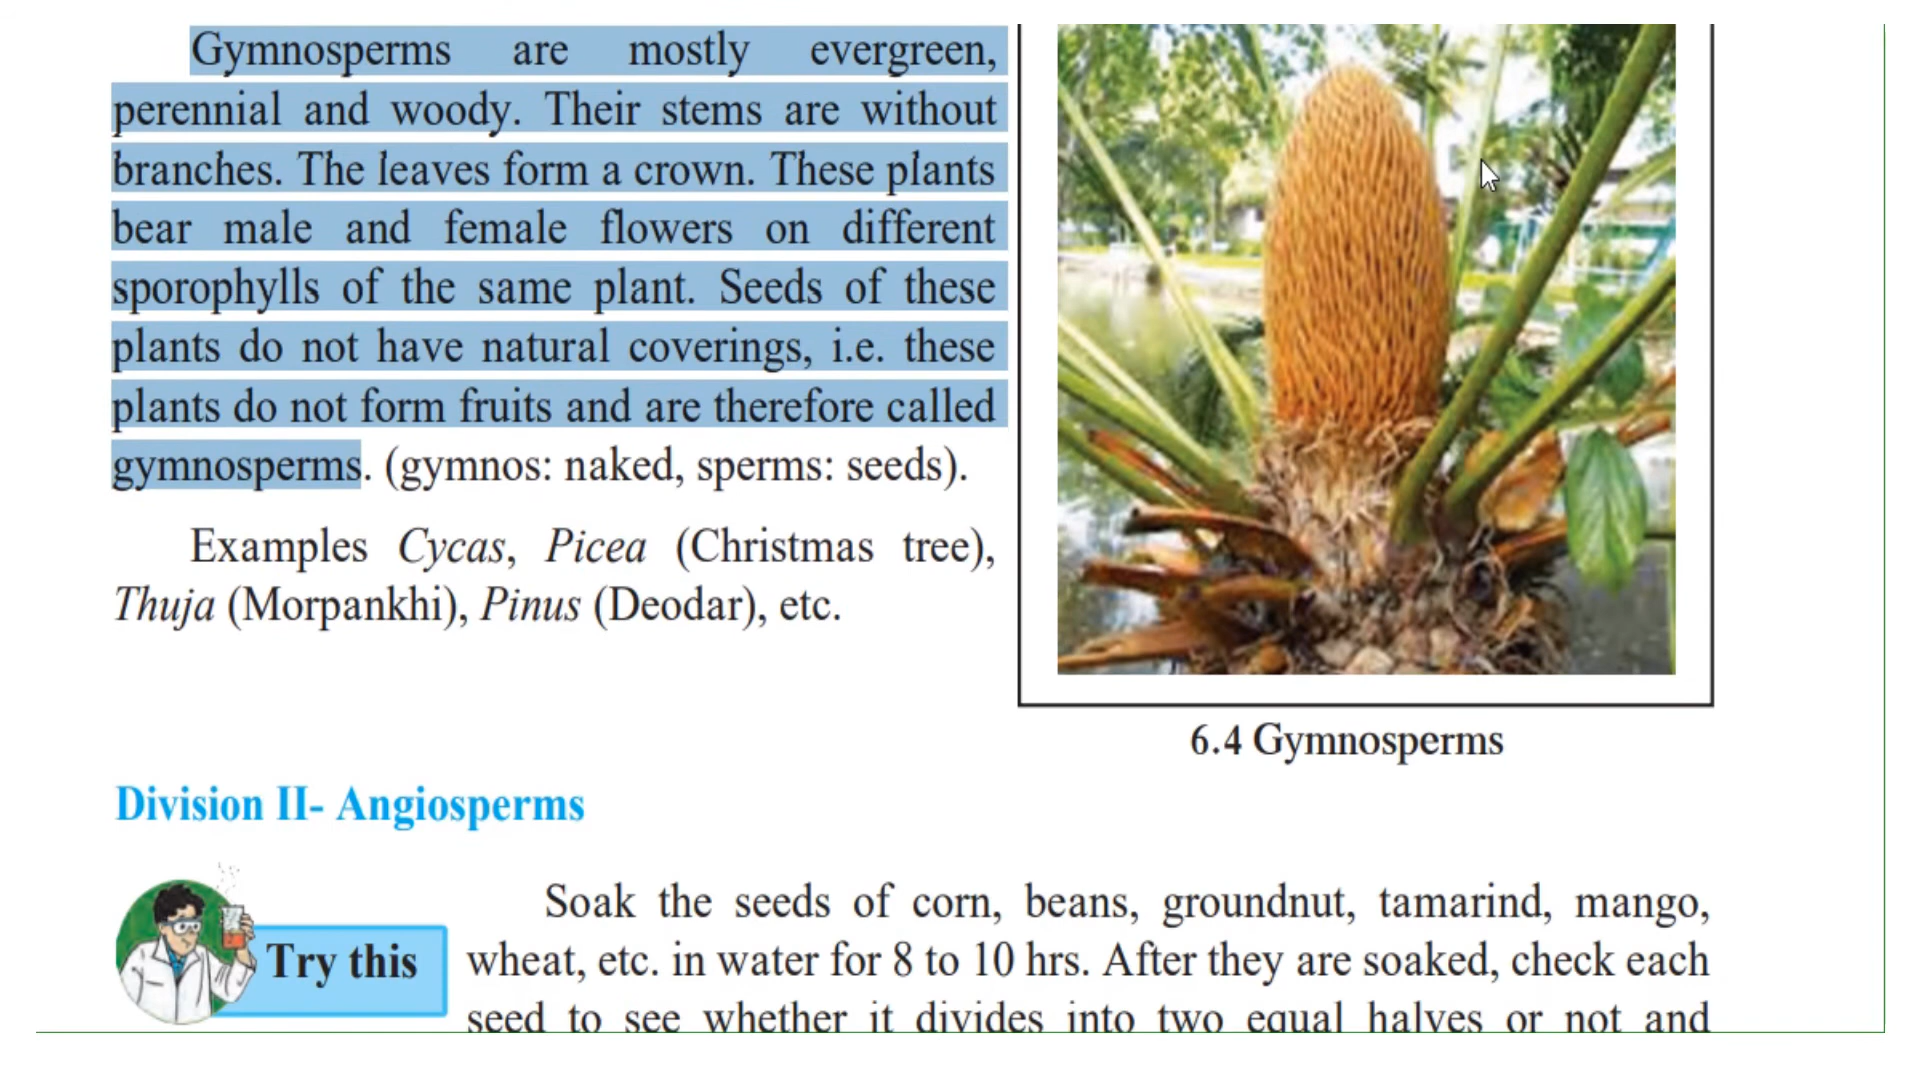 Gymnosperms are mostly evergreen,
perennial and woody. Their stems are without
branches. The leaves form a crown. These plants
bear male and female flowers on different
sporophylls of the same plant. Seeds of these
plants do not have natural coverings, i.e. these
plants do not form fruits and are therefore called
gymnosperms. (gymnos: naked, sperms: seeds).
Examples Cycas, Picea (Christmas tree),
Thuja (Morpankhi), Pinus (Deodar), etc.
6.4 Gymnosperms
Division II- Angiosperms
Try this
Soak the seeds of corn, beans, groundnut, tamarind, mango,
wheat, etc. in water for 8 to 10 hrs. After they are soaked, check each
seed to see whether it divides into two equal halves or not and